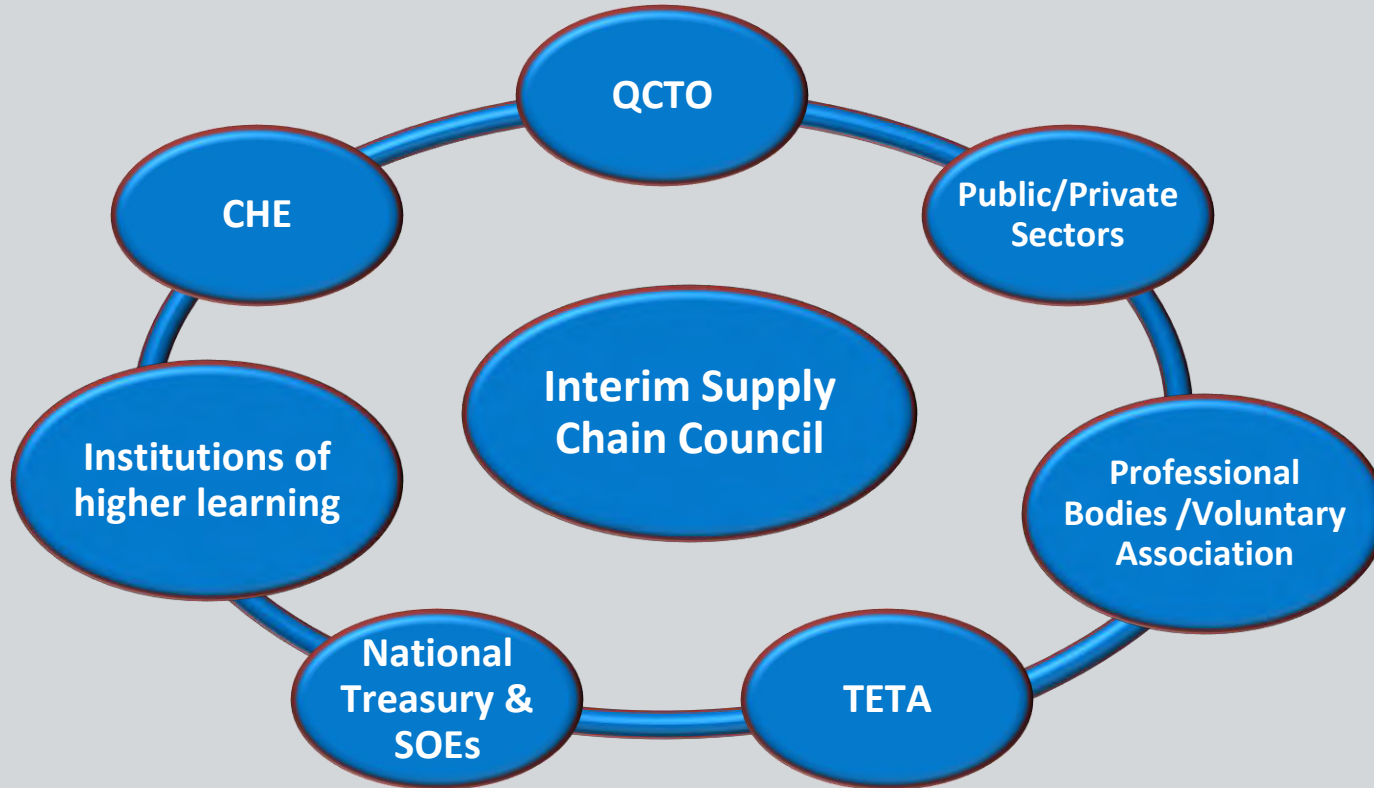 QCTO
CHE
Public/Private
Sectors
Interim Supply
Chain Council
Institutions of
higher learning
Professional
Bodies /Voluntary
Association
National
Treasury &
SOEs
TETA